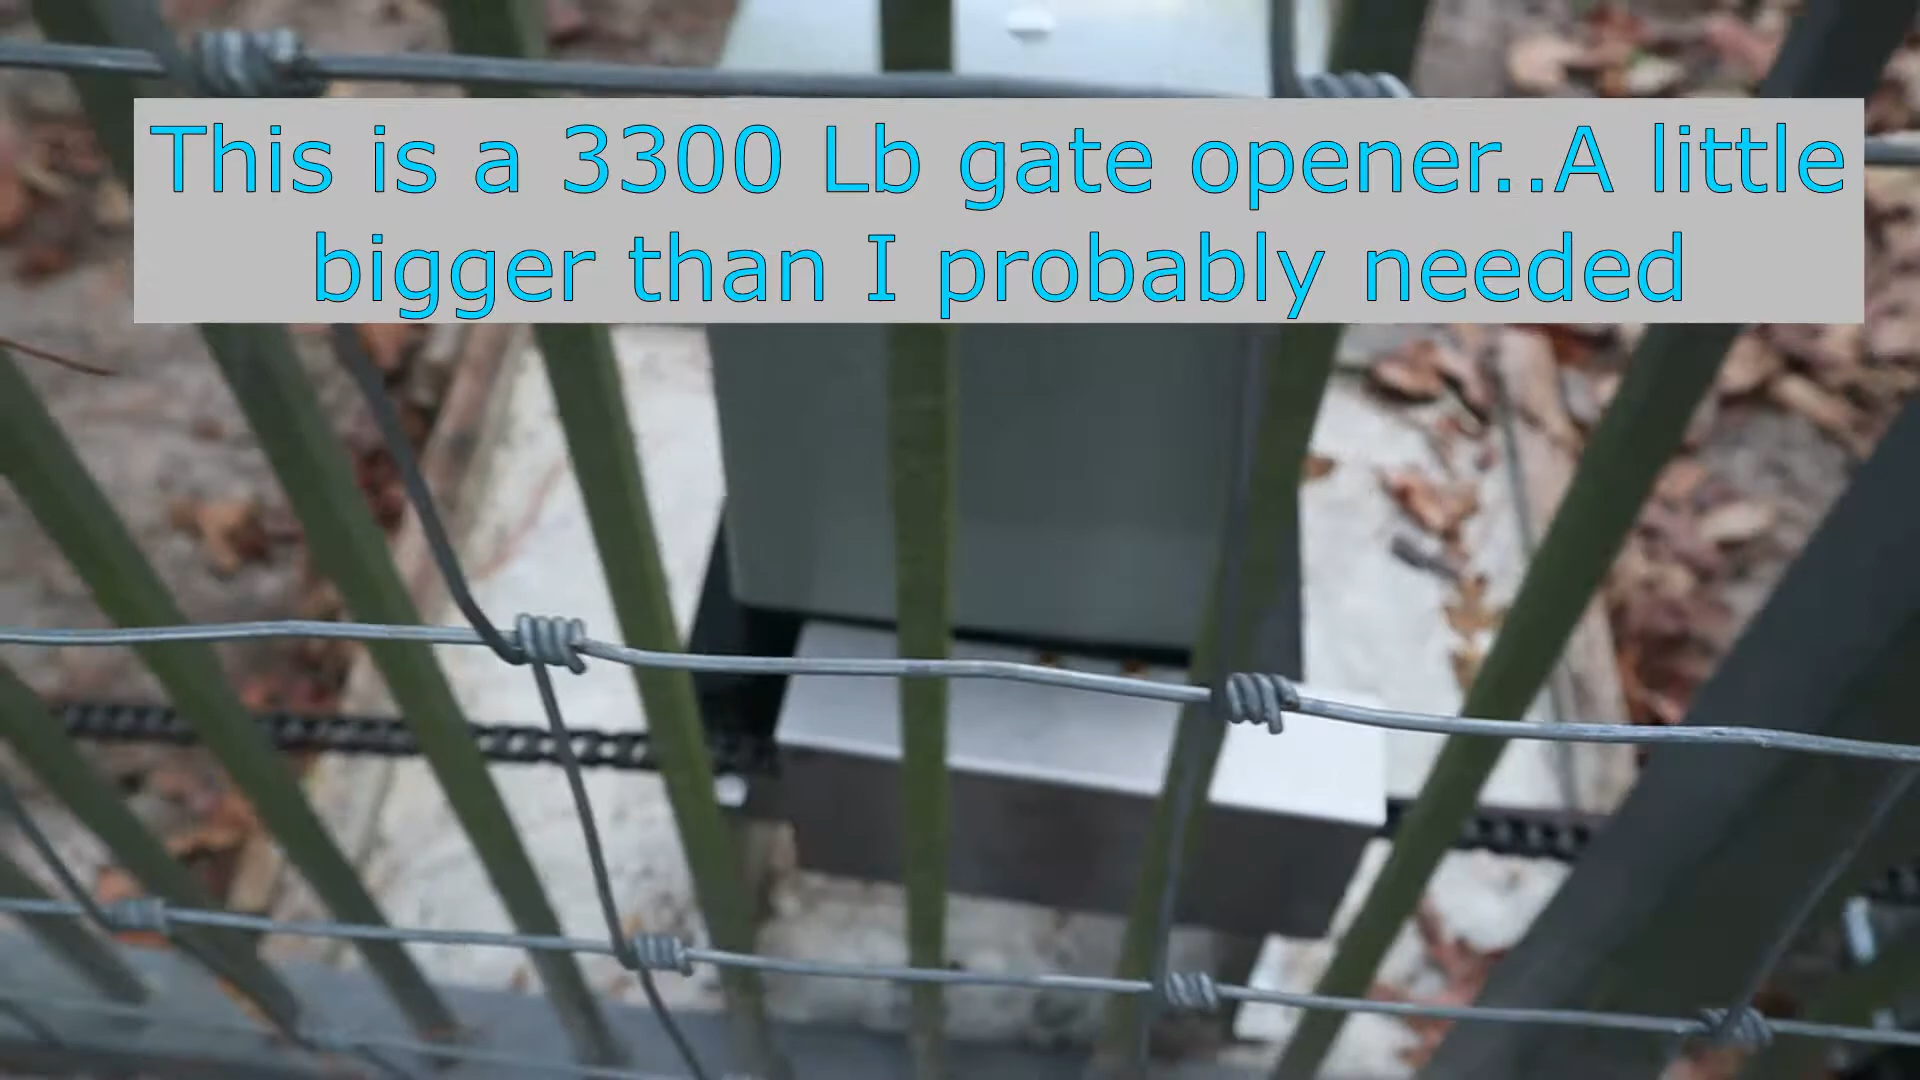 This is a 3300 Lb gate opener..A little
bigger than I probably needed